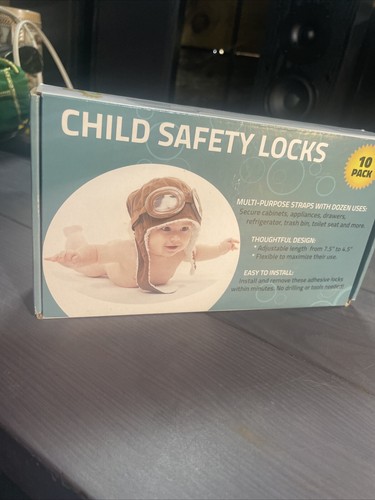 CHILD SAFETY LOCKS
10
PACK
MULTI-PURPOSE STRAPS WITH DOZEN USES:
Secure cabinets, appliances, drawers,
refrigerator, trash bin, toilet seat and more.
THOUGHTFUL DESIGN:
• Adjustable length from 7.5" to 4.5"
• Flexible to maximize their use.
EASY TO INSTALL:
Install and remove these adhesive locks
within minutes. No drilling or tools needed.